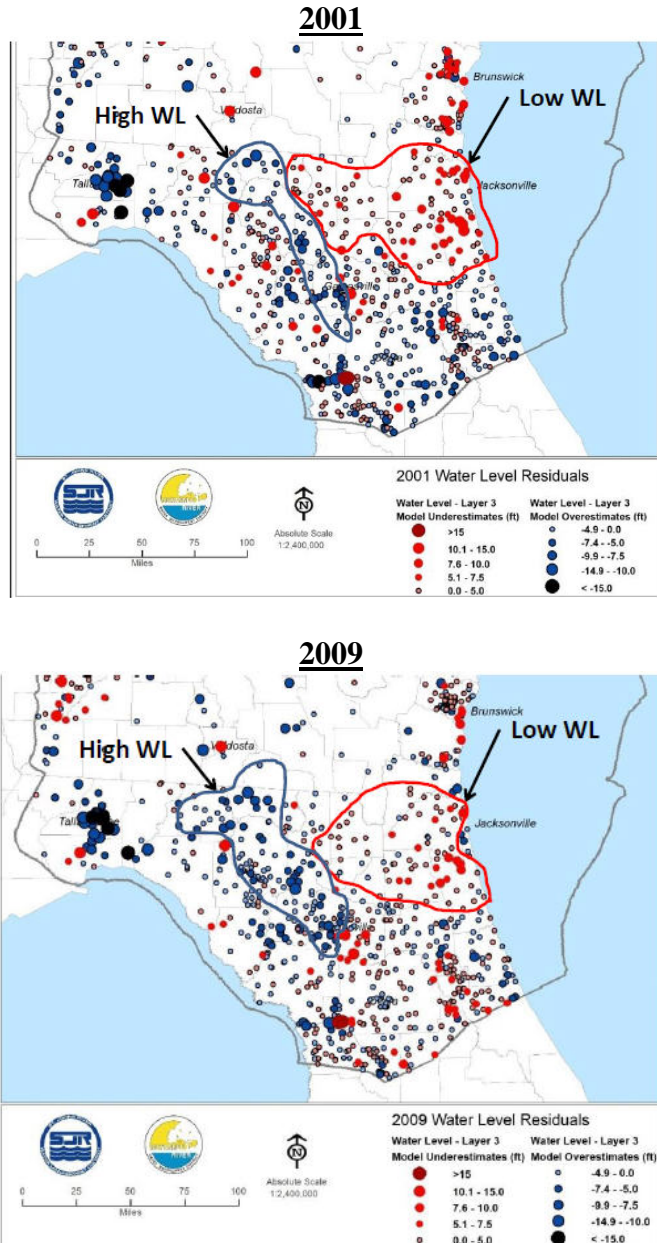 2001
Brunswick
Low WL
High WL
Jacksonville
2001 Water Level Residuals
Water Level - Layer 3 Water Level - Layer 3
Model Underestimates (ft) Model Overestimates (ft)
>15 -4.9 - 0.0
10.1 - 15.0 -7.4 - -5.0
7.6 - 10.0 -9.9 - -7.5
5.1 - 7.5 -14.9 - -10.0
0.0 - 5.0 < -15.0
SJR
RIVER
N
Absolute Scale
1:2,400,000
0 25 50 75 100
Miles
2009
Brunswick
Low WL
High WL
Jacksonville
2009 Water Level Residuals
Water Level - Layer 3 Water Level - Layer 3
Model Underestimates (ft) Model Overestimates (ft)
>15 -4.9 - 0.0
10.1 - 15.0 -7.4 - -5.0
7.6 - 10.0 -9.9 - -7.5
5.1 - 7.5 -14.9 - -10.0
0.0 - 5.0 < -15.0
SJR
N
Absolute Scale
1:2,400,000
0 25 50 75 100
Miles